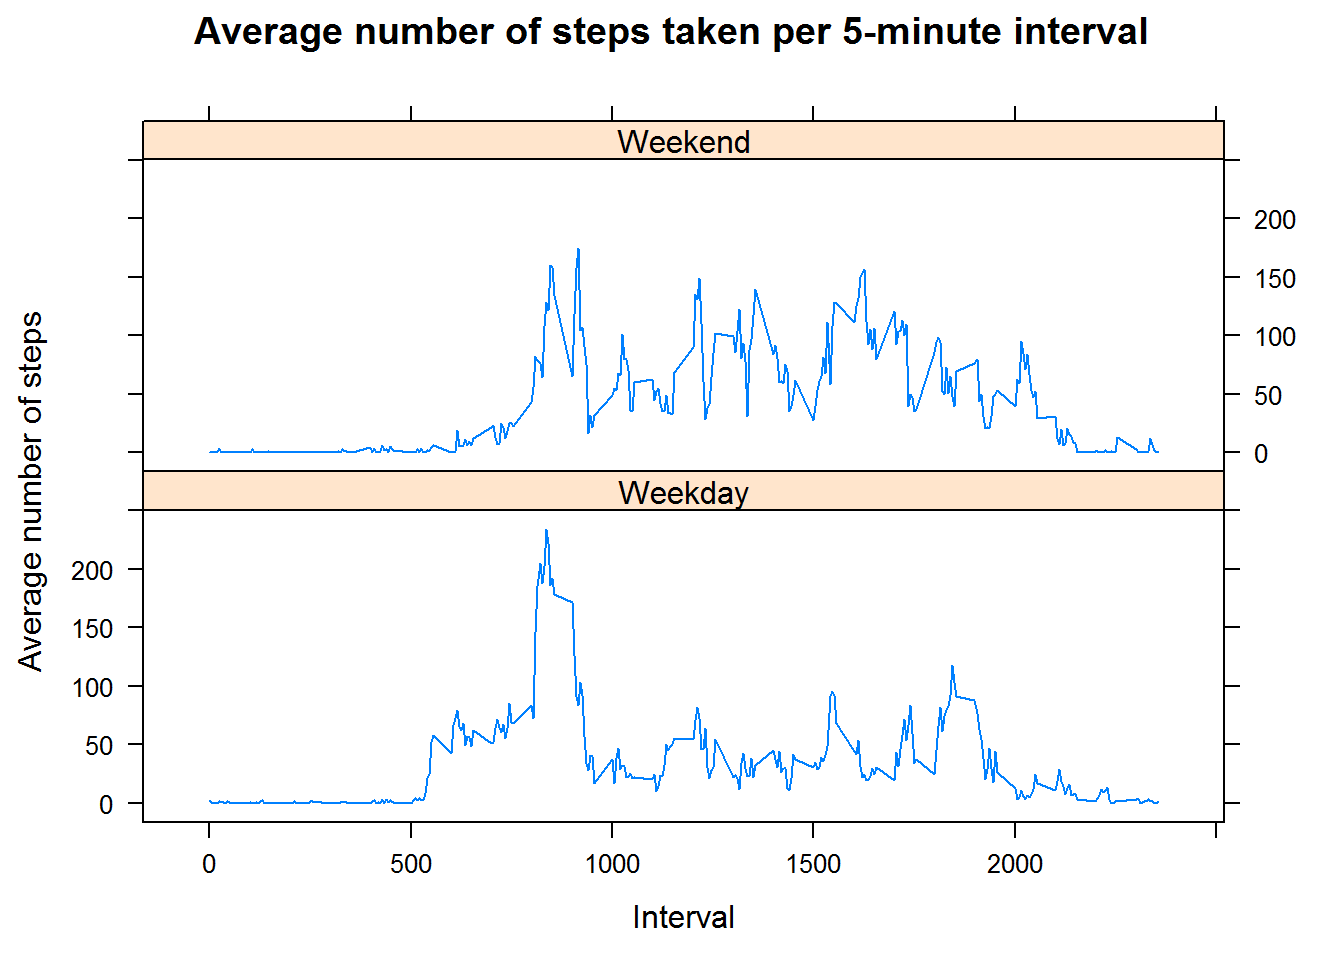 Average number of steps taken per 5-minute interval
Weekend
200
150
100
50
0
Weekday
200
150
100
50
0
Average number of steps
0 500 1000 1500 2000
Interval